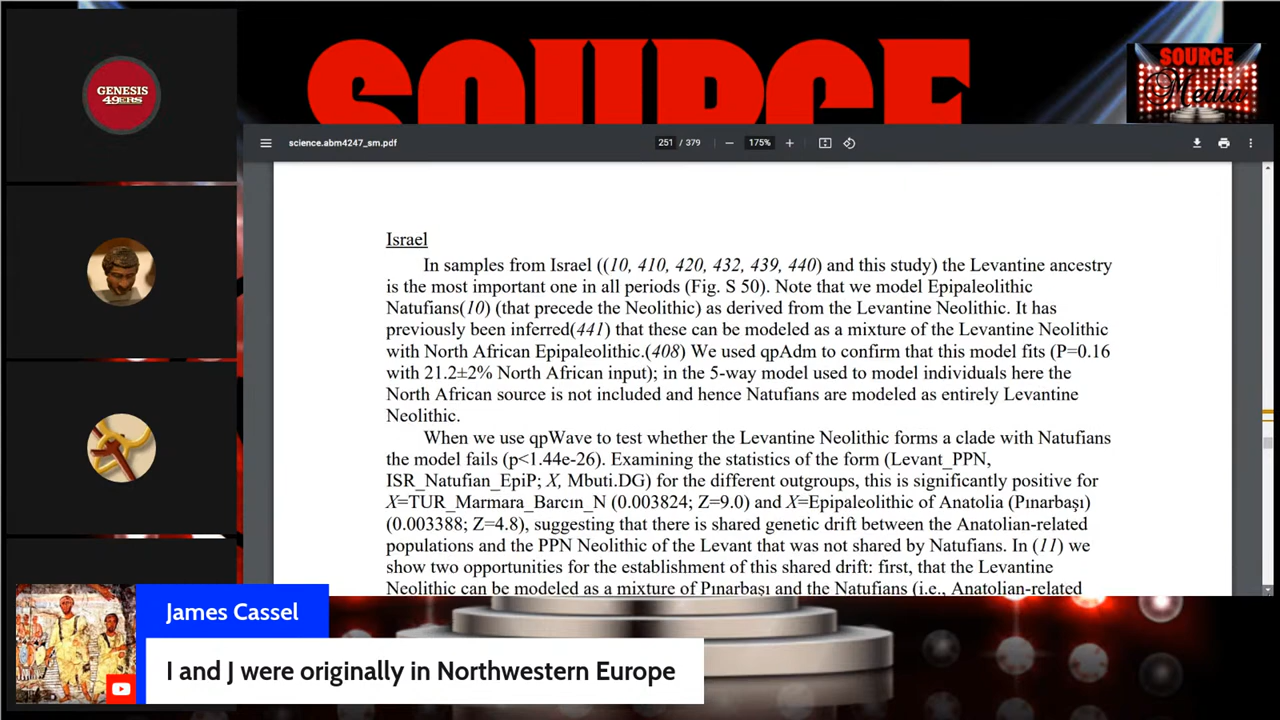 SOURCE
SOURCE
Media
GENESIS
49ERS
science.abm4247_sm.pdf
251 / 379
175%
Israel
In samples from Israel ((10, 410, 420, 432, 439, 440) and this study) the Levantine ancestry
is the most important one in all periods (Fig. S 50). Note that we model Epipaleolithic
Natufians(10) (that precede the Neolithic) as derived from the Levantine Neolithic. It has
previously been inferred(441) that these can be modeled as a mixture of the Levantine Neolithic
with North African Epipaleolithic.(408) We used qpAdm to confirm that this model fits (P=0.16
with 21.2±2% North African input); in the 5-way model used to model individuals here the
North African source is not included and hence Natufians are modeled as entirely Levantine
Neolithic.
When we use qpWave to test whether the Levantine Neolithic forms a clade with Natufians
the model fails (p<1.44e-26). Examining the statistics of the form (Levant_PPN,
ISR_Natufian_EpiP; X, Mbuti.DG) for the different outgroups, this is significantly positive for
X=TUR_Marmara_Barcın_N (0.003824; Z=9.0) and X=Epipaleolithic of Anatolia (Pınarbaşı)
(0.003388; Z=4.8), suggesting that there is shared genetic drift between the Anatolian-related
populations and the PPN Neolithic of the Levant that was not shared by Natufians. In (11) we
show two opportunities for the establishment of this shared drift: first, that the Levantine
Neolithic can be modeled as a mixture of Pınarbaşı and the Natufians (i.e., Anatolian-related
James Cassel
I and J were originally in Northwestern Europe